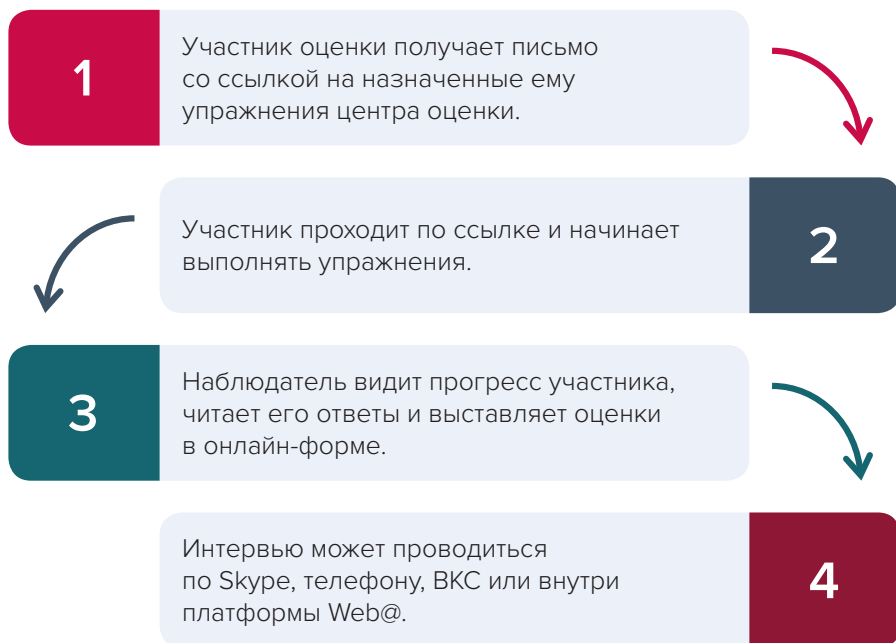 1
Участник оценки получает письмо
со ссылкой на назначенные ему
упражнения центра оценки.
Участник проходит по ссылке и начинает
выполнять упражнения.
2
3
Наблюдатель видит прогресс участника,
читает его ответы и выставляет оценки
в онлайн-форме.
Интервью может проводиться
по Skype, телефону, ВКС или внутри
платформы Web@.
4